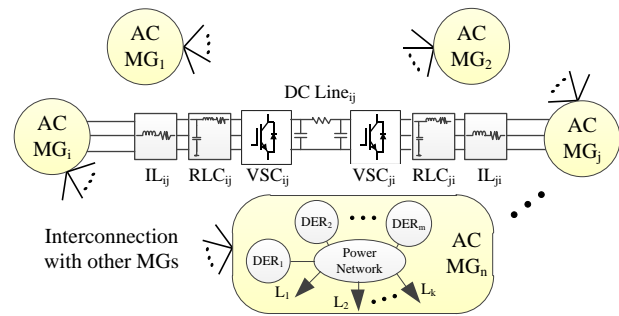 AC
MG1
AC
MG2
DC Lineij
AC
MGi
AC
MGj
ILij
RLCij
VSCij
VSCji
RLCji
ILji
Interconnection
with other MGs
DER1
DER2
DERm
Power
Network
AC
MGn
L1
L2
Lk